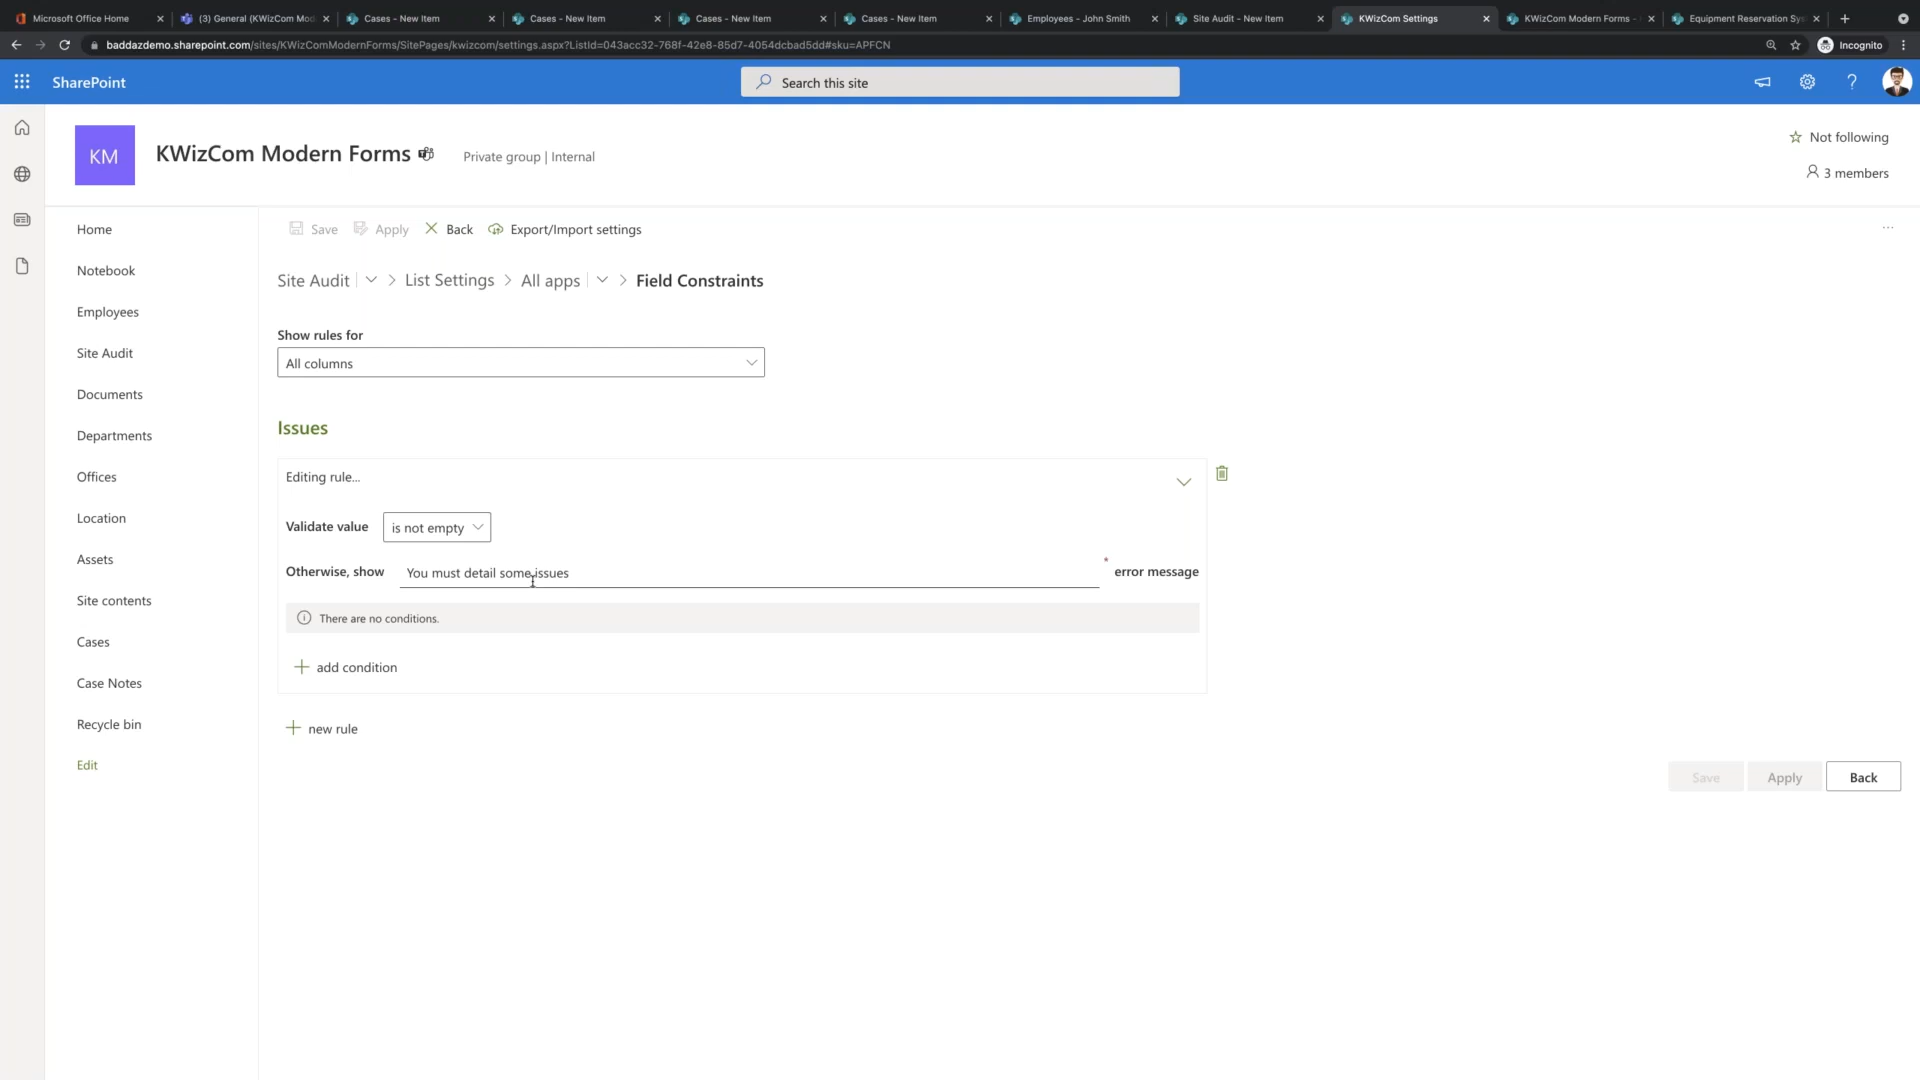 Microsoft Office Home
(3) General (KWizCom Mod
Cases - New Item
Cases - New Item
Cases - New Item
Cases - New Item
Employees - John Smith
Site Audit - New Item
KWizCom Settings
KWizCom Modern Forms -
Equipment Reservation Sys
baddazdemo.sharepoint.com/sites/KWizComModernForms/SitePages/kwizcom/settings.aspx?ListId=043acc32-768f-42e8-85d7-4054dcbad5dd#sku=APFCN
Incognito
SharePoint
Search this site
KM
KWizCom Modern Forms
Private group | Internal
Not following
3 members
Home
Notebook
Employees
Site Audit
Documents
Departments
Offices
Location
Assets
Site contents
Cases
Case Notes
Recycle bin
Edit
Save
Apply
Back
Export/Import settings
Site Audit
List Settings
All apps
Field Constraints
Show rules for
All columns
Issues
Editing rule...
Validate value
is not empty
Otherwise, show
You must detail some issues
* error message
There are no conditions.
add condition
new rule
Save
Apply
Back